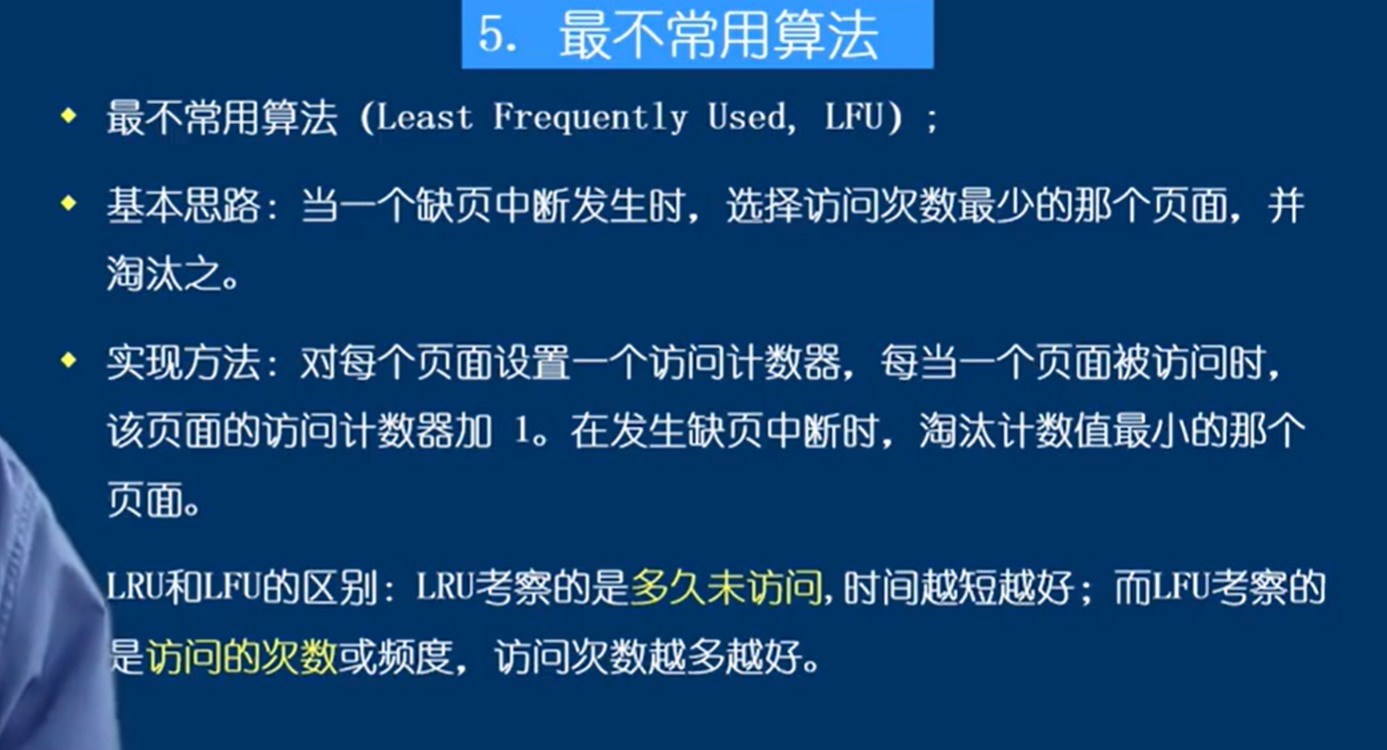 5. 最不常用算法
最不常用算法 (Least Frequently Used, LFU) ;
基本思路: 当一个缺页中断发生时, 选择访问次数最少的那个页面, 并
淘汰之。
实现方法: 对每个页面设置一个访问计数器, 每当一个页面被访问时,
该页面的访问计数器加 1。在发生缺页中断时, 淘汰计数值最小的那个
页面。
LRU和LFU的区别: LRU考察的是多久未访问, 时间越短越好; 而LFU考察的
是访问的次数或频度, 访问次数越多越好。